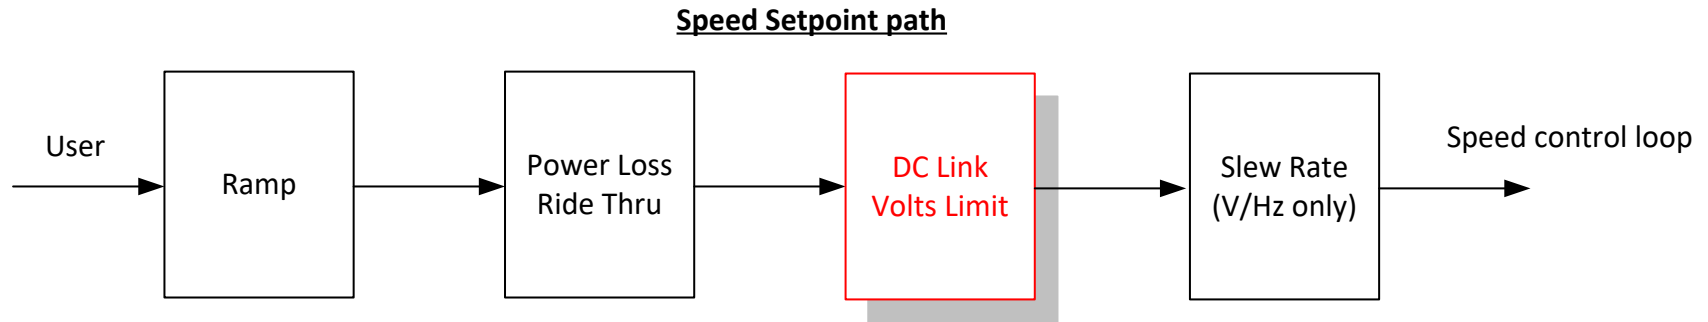 Speed Setpoint path
User
Ramp
Power Loss
Ride Thru
DC Link
Volts Limit
Slew Rate
(V/Hz only)
Speed control loop